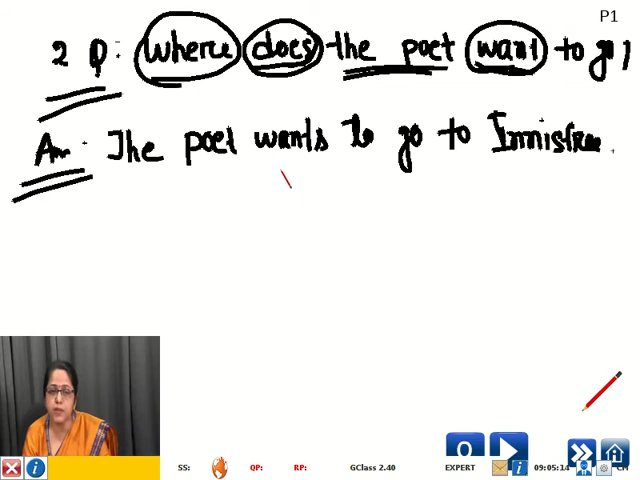 P1
2 Q: where does the poet want to go
Ans: The poet wants to go to Innisfree.
SS: QP: RP: GClass 2.40 EXPERT 09:05:14